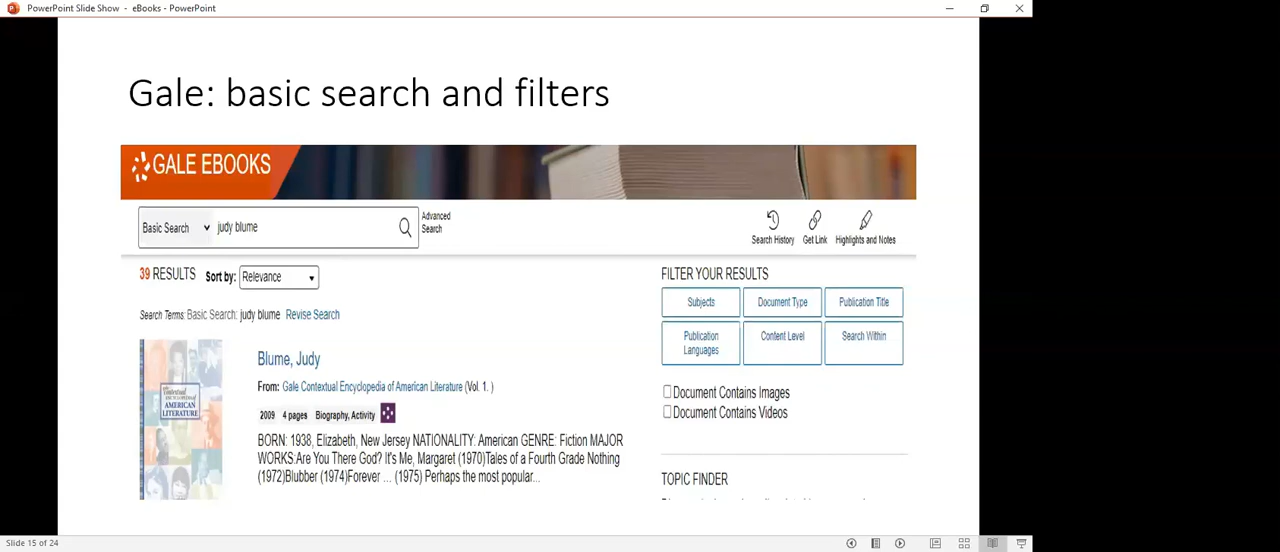 PowerPoint Slide Show - eBooks - PowerPoint
Gale: basic search and filters
GALE EBOOKS
Basic Search judy blume
Advanced
Search
Search History Get Link Highlights and Notes
39 RESULTS Sort by: Relevance
Search Terms: Basic Search: judy blume Revise Search
Contextual
AMERICAN
LITERATURE
Blume, Judy
From: Gale Contextual Encyclopedia of American Literature (Vol. 1. )
2009 4 pages Biography, Activity
BORN: 1938, Elizabeth, New Jersey NATIONALITY: American GENRE: Fiction MAJOR
WORKS:Are You There God? It's Me, Margaret (1970)Tales of a Fourth Grade Nothing
(1972)Blubber (1974)Forever ... (1975) Perhaps the most popular...
FILTER YOUR RESULTS
Subjects Document Type Publication Title
Publication
Languages
Content Level Search Within
Document Contains Images
Document Contains Videos
TOPIC FINDER
Slide 15 of 24